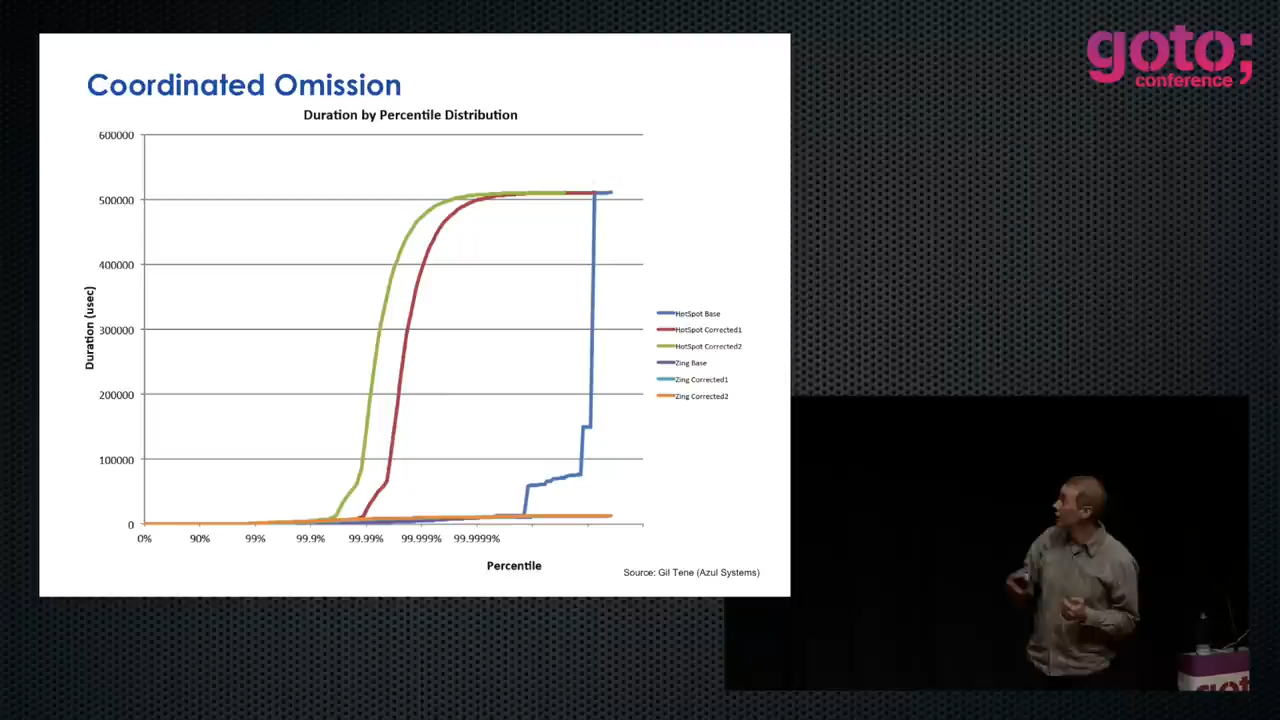 goto;
conference
Coordinated Omission
Duration by Percentile Distribution
600000
500000
400000
300000
200000
100000
0
Duration (usec)
0%
90%
99%
99.9%
99.99%
99.999%
99.9999%
Percentile
HotSpot Base
HotSpot Corrected1
HotSpot Corrected2
Zing Base
Zing Corrected1
Zing Corrected2
Source: Gil Tene (Azul Systems)